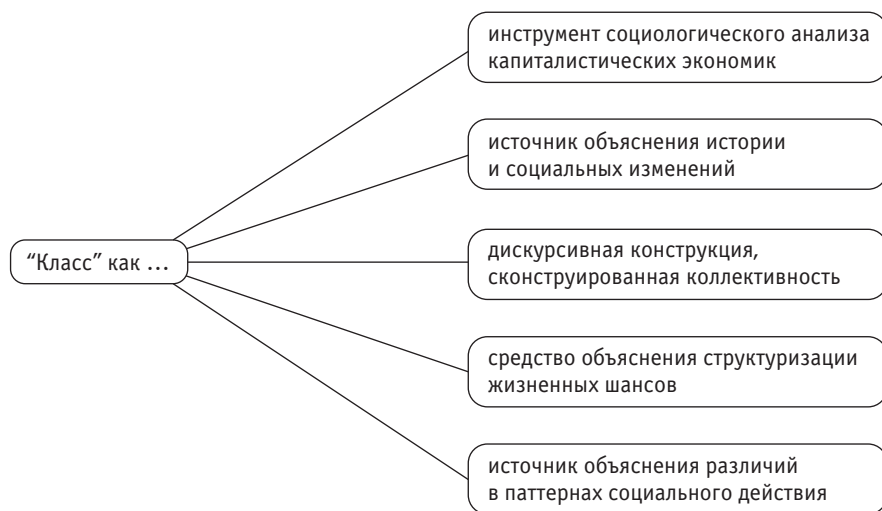 инструмент социологического анализа
капиталистических экономик
источник объяснения истории
и социальных изменений
“Класс” как ...
дискурсивная конструкция,
сконструированная коллективность
средство объяснения структуризации
жизненных шансов
источник объяснения различий
в паттернах социального действия